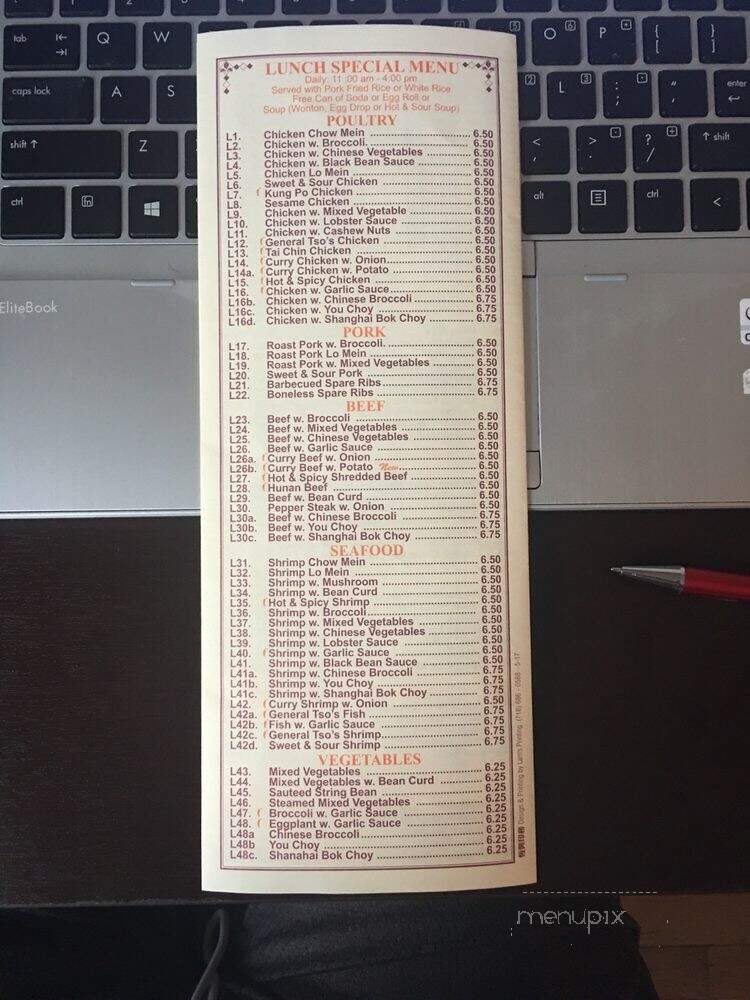 LUNCH SPECIAL MENU
Daily: 11 :00 am - 4:00 pm
Served with Pork Fried Rice or White Rice
Free Can of Soda or Egg Roll or
Soup (Wonton, Egg Drop or Hot & Sour Soup)
POULTRY
L1. Chicken Chow Mein 6.50
L2. Chicken w. Broccoli. 6.50
L3. Chicken w. Chinese Vegetables 6.50
L4. Chicken w. Black Bean Sauce 6.50
L5. Chicken Lo Mein 6.50
L6. Sweet & Sour Chicken 6.50
L7. Kung Po Chicken 6.50
L8. Sesame Chicken 6.50
L9. Chicken w. Mixed Vegetable 6.50
L10. Chicken w. Lobster Sauce 6.50
L11. Chicken w. Cashew Nuts 6.50
L12. General Tso's Chicken 6.50
L13. Tai Chin Chicken 6.50
L14. Curry Chicken w. Onion 6.50
L14a. Curry Chicken w. Potato 6.50
L15. Hot & Spicy Chicken 6.50
L16. Chicken w. Garlic Sauce 6.50
L16b. Chicken w. Chinese Broccoli 6.75
L16c. Chicken w. You Choy 6.75
L16d. Chicken w. Shanghai Bok Choy 6.75
PORK
L17. Roast Pork w. Broccoli. 6.50
L18. Roast Pork Lo Mein 6.50
L19. Roast Pork w. Mixed Vegetables 6.50
L20. Sweet & Sour Pork 6.50
L21. Barbecued Spare Ribs 6.75
L22. Boneless Spare Ribs 6.75
BEEF
L23. Beef w. Broccoli 6.50
L24. Beef w. Mixed Vegetables 6.50
L25. Beef w. Chinese Vegetables 6.50
L26. Beef w. Garlic Sauce 6.50
L26a. Curry Beef w. Onion 6.50
L26b. Curry Beef w. Potato New 6.50
L27. Hot & Spicy Shredded Beef 6.50
L28. Hunan Beef 6.50
L29. Beef w. Bean Curd 6.50
L30. Pepper Steak w. Onion 6.50
L30a. Beef w. Chinese Broccoli 6.75
L30b. Beef w. You Choy 6.75
L30c. Beef w. Shanghai Bok Choy 6.75
SEAFOOD
L31. Shrimp Chow Mein 6.50
L32. Shrimp Lo Mein 6.50
L33. Shrimp w. Mushroom 6.50
L34. Shrimp w. Bean Curd 6.50
L35. Hot & Spicy Shrimp 6.50
L36. Shrimp w. Broccoli 6.50
L37. Shrimp w. Mixed Vegetables 6.50
L38. Shrimp w. Chinese Vegetables 6.50
L39. Shrimp w. Lobster Sauce 6.50
L40. Shrimp w. Garlic Sauce 6.50
L41. Shrimp w. Black Bean Sauce 6.50
L41a. Shrimp w. Chinese Broccoli 6.75
L41b. Shrimp w. You Choy 6.75
L41c. Shrimp w. Shanghai Bok Choy 6.75
L42. Curry Shrimp w. Onion 6.50
L42a. General Tso's Fish 6.75
L42b. Fish w. Garlic Sauce 6.75
L42c. General Tso's Shrimp 6.75
L42d. Sweet & Sour Shrimp 6.75
VEGETABLES
L43. Mixed Vegetables 6.25
L44. Mixed Vegetables w. Bean Curd 6.25
L45. Sauteed String Bean 6.25
L46. Steamed Mixed Vegetables 6.25
L47. Broccoli w. Garlic Sauce 6.25
L48. Eggplant w. Garlic Sauce 6.25
L48a Chinese Broccoli 6.25
L48b You Choy 6.25
L48c. Shanahai Bok Choy 6.25
Design & Printing by Lam's Printing (718) 686 - 0588 5-17
EliteBook
tab
Q
W
O
P
caps lock
A
S
L
enter
shift
Z
shift
ctrl
fn
alt
ctrl
menupix